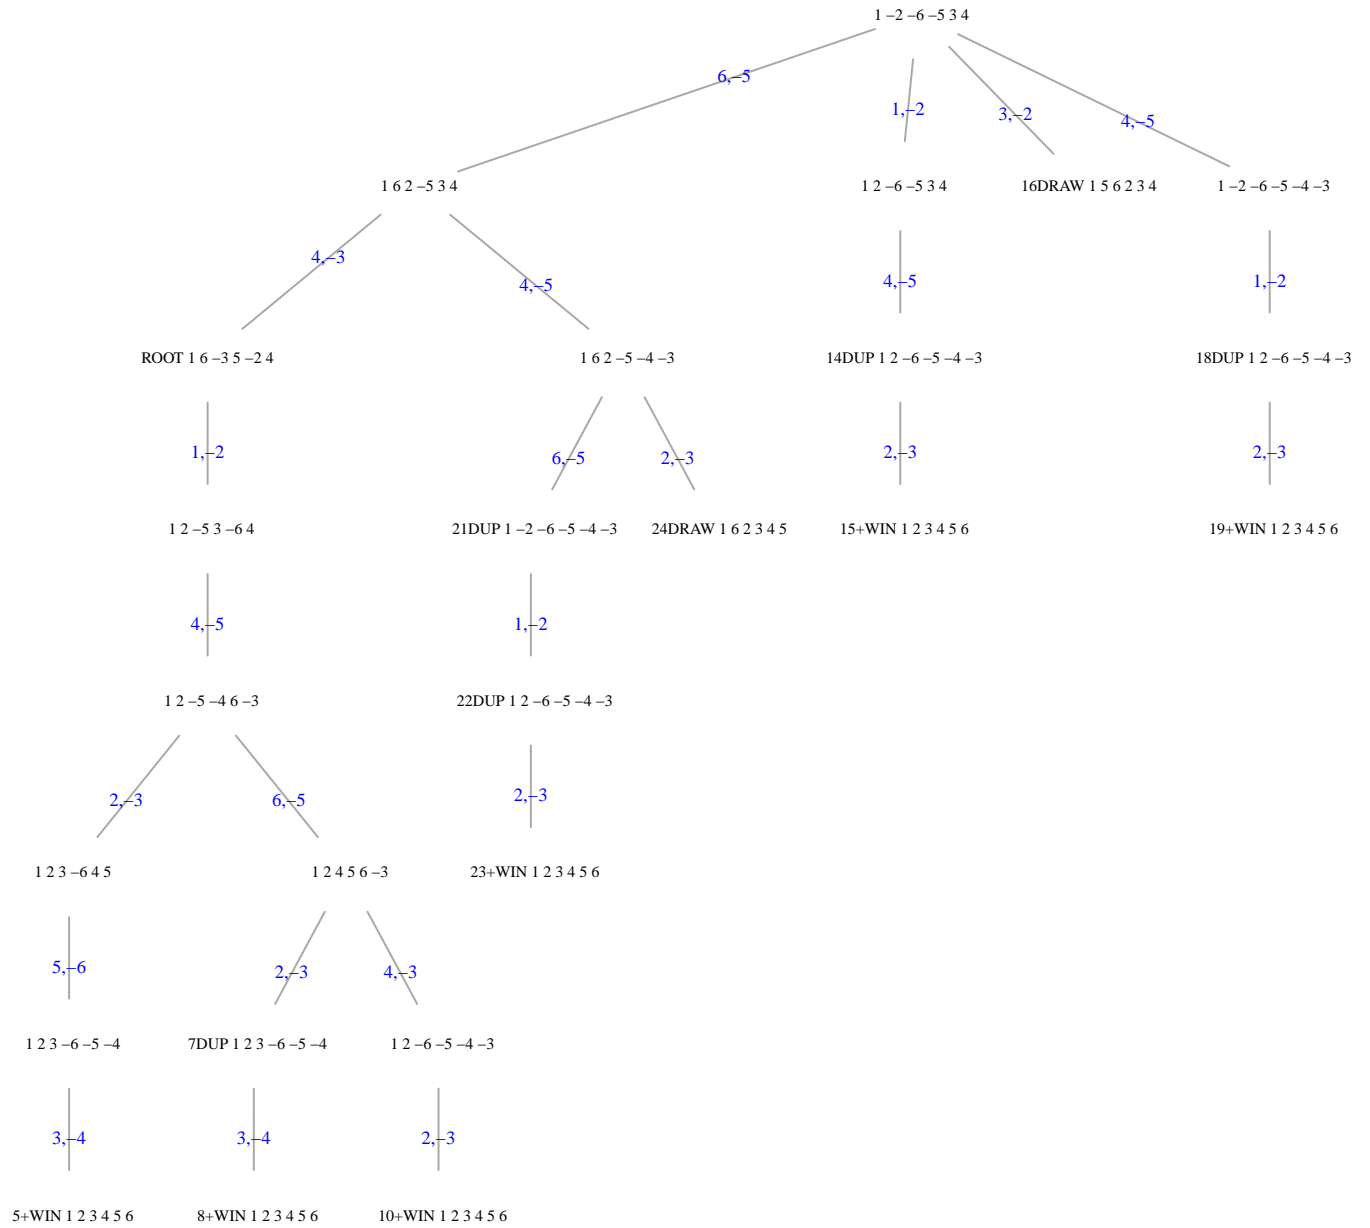 1 –2 –6 –5 3 4
6,–5
1,–2
3,–2
4,–5
1 6 2 –5 3 4
1 2 –6 –5 3 4
16DRAW 1 5 6 2 3 4
1 –2 –6 –5 –4 –3
4,–3
4,–5
4,–5
1,–2
ROOT 1 6 –3 5 –2 4
1 6 2 –5 –4 –3
14DUP 1 2 –6 –5 –4 –3
18DUP 1 2 –6 –5 –4 –3
1,–2
6,–5
2,–3
2,–3
2,–3
1 2 –5 3 –6 4
21DUP 1 –2 –6 –5 –4 –3
24DRAW 1 6 2 3 4 5
15+WIN 1 2 3 4 5 6
19+WIN 1 2 3 4 5 6
4,–5
1,–2
1 2 –5 –4 6 –3
22DUP 1 2 –6 –5 –4 –3
2,–3
6,–5
2,–3
1 2 3 –6 4 5
1 2 4 5 6 –3
23+WIN 1 2 3 4 5 6
5,–6
2,–3
4,–3
1 2 3 –6 –5 –4
7DUP 1 2 3 –6 –5 –4
1 2 –6 –5 –4 –3
3,–4
3,–4
2,–3
5+WIN 1 2 3 4 5 6
8+WIN 1 2 3 4 5 6
10+WIN 1 2 3 4 5 6